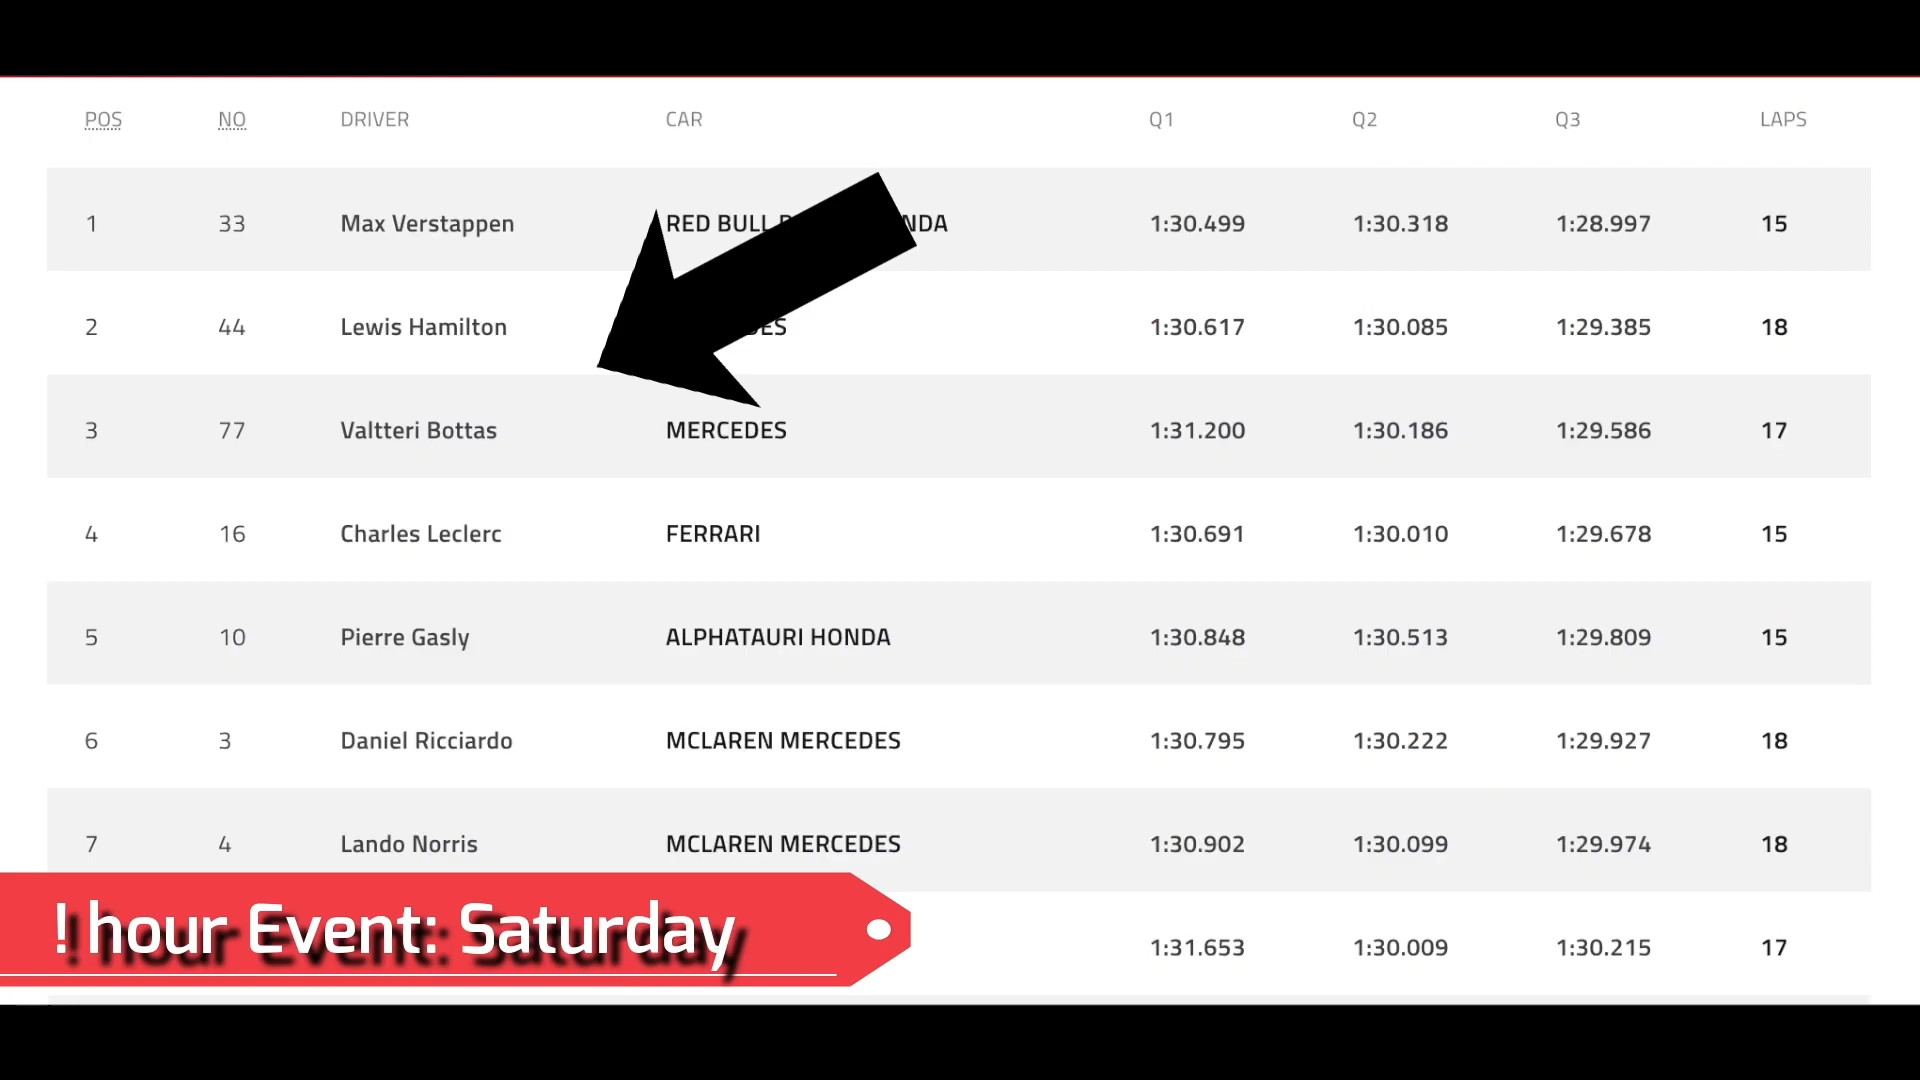 POS NO DRIVER CAR Q1 Q2 Q3 LAPS
1 33 Max Verstappen RED BULL 1:30.499 1:30.318 1:28.997 15
2 44 Lewis Hamilton 1:30.617 1:30.085 1:29.385 18
3 77 Valtteri Bottas MERCEDES 1:31.200 1:30.186 1:29.586 17
4 16 Charles Leclerc FERRARI 1:30.691 1:30.010 1:29.678 15
5 10 Pierre Gasly ALPHATAURI HONDA 1:30.848 1:30.513 1:29.809 15
6 3 Daniel Ricciardo MCLAREN MERCEDES 1:30.795 1:30.222 1:29.927 18
7 4 Lando Norris MCLAREN MERCEDES 1:30.902 1:30.099 1:29.974 18
! hour Event: Saturday 1:31.653 1:30.009 1:30.215 17